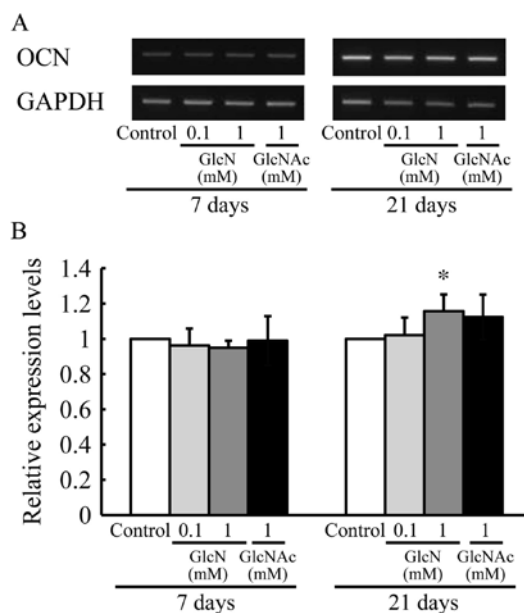 A
OCN
GAPDH
Control 0.1 1 1 Control 0.1 1 1
GlcN GlcNAc GlcN GlcNAc
(mM) (mM) (mM) (mM)
7 days 21 days
B
Relative expression levels
1.4
1.2
1
0.8
0.6
0.4
0.2
0
*
Control 0.1 1 1 Control 0.1 1 1
GlcN GlcNAc GlcN GlcNAc
(mM) (mM) (mM) (mM)
7 days 21 days